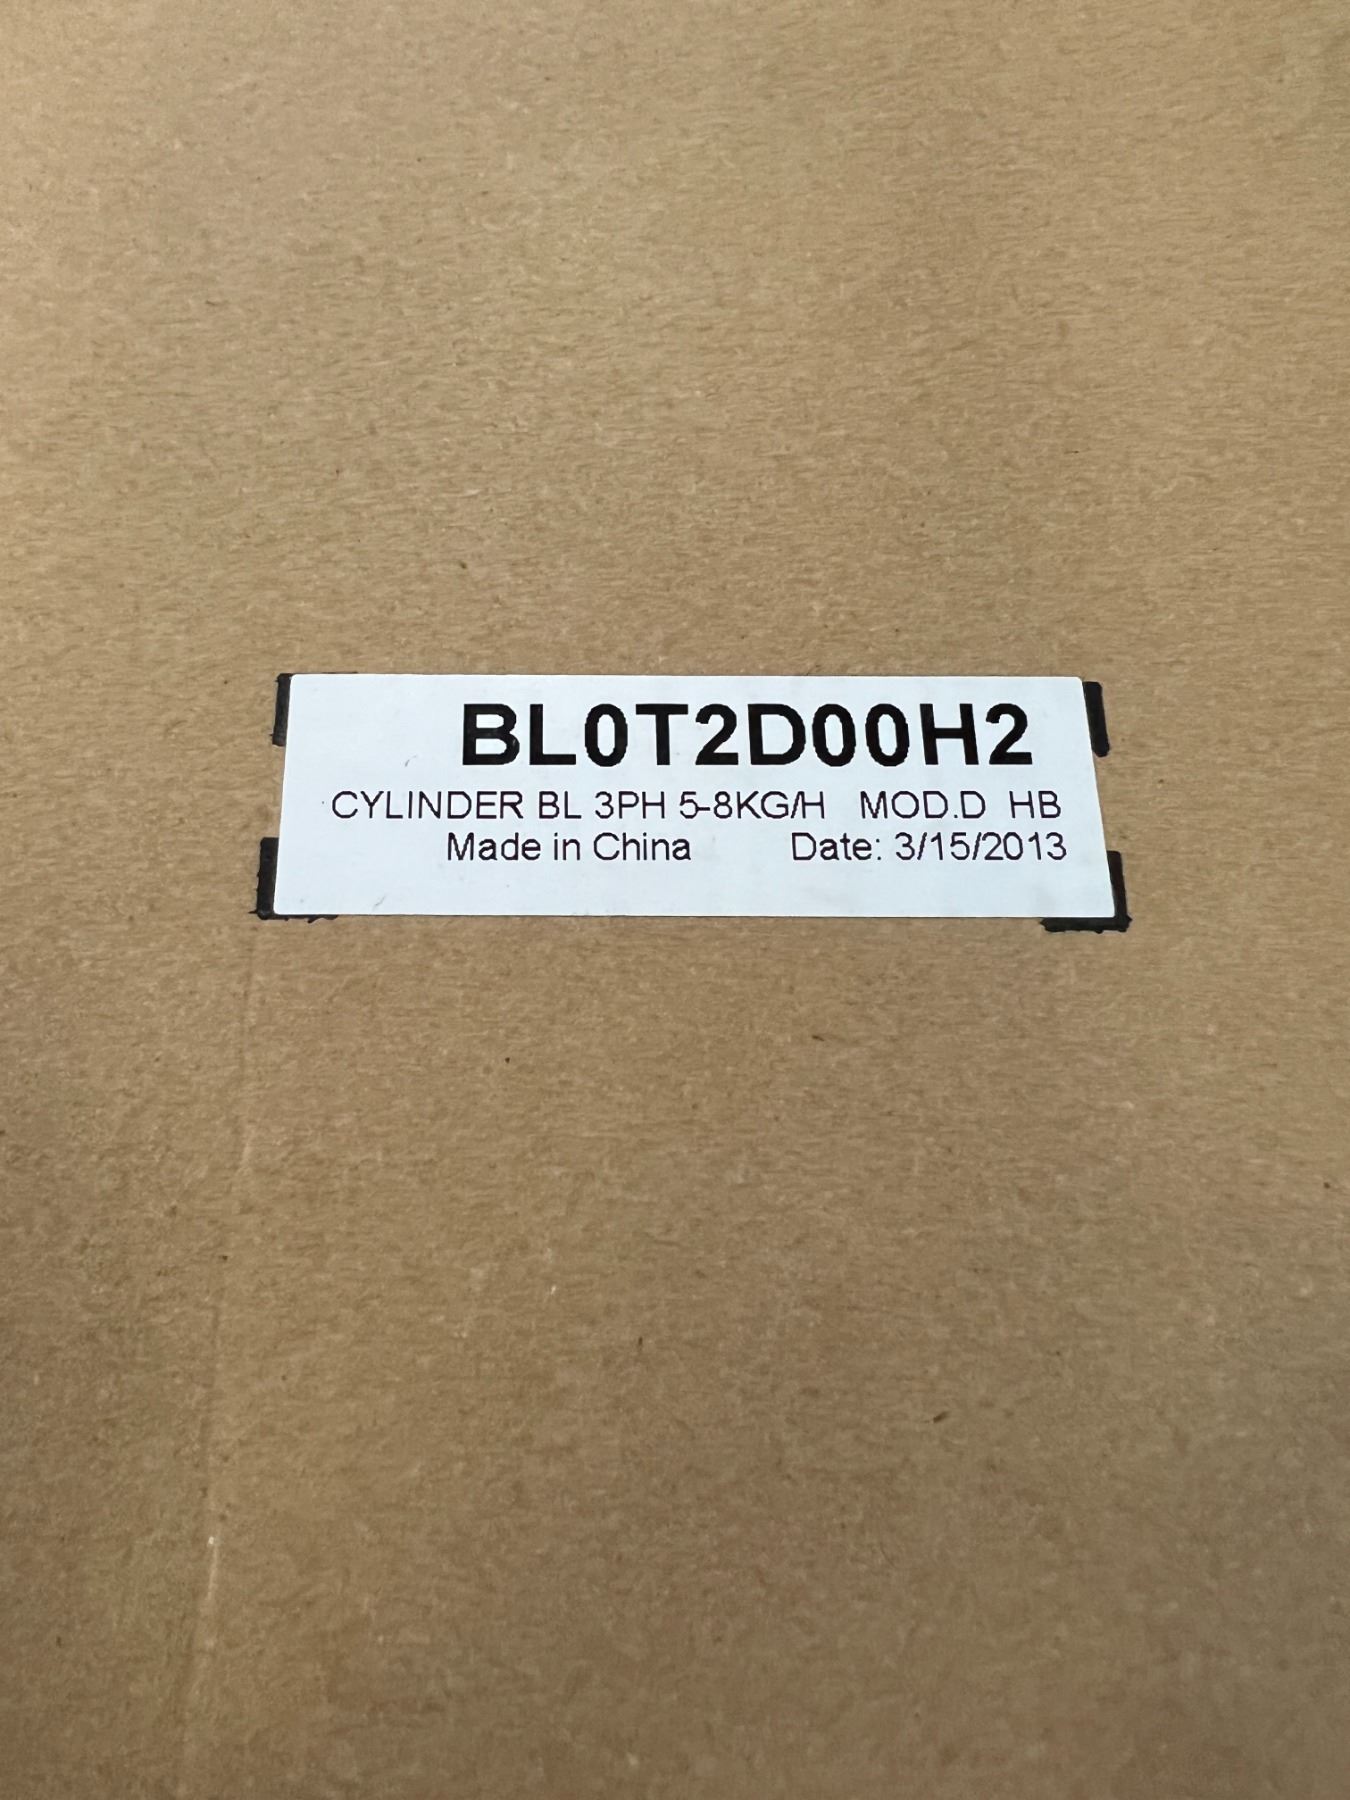 BL0T2D00H2
CYLINDER BL 3PH 5-8KG/H MOD.D HB
Made in China Date: 3/15/2013